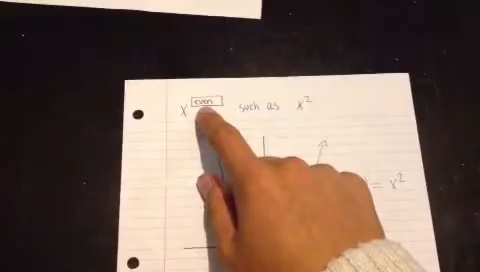 x^even such as x²
= x²